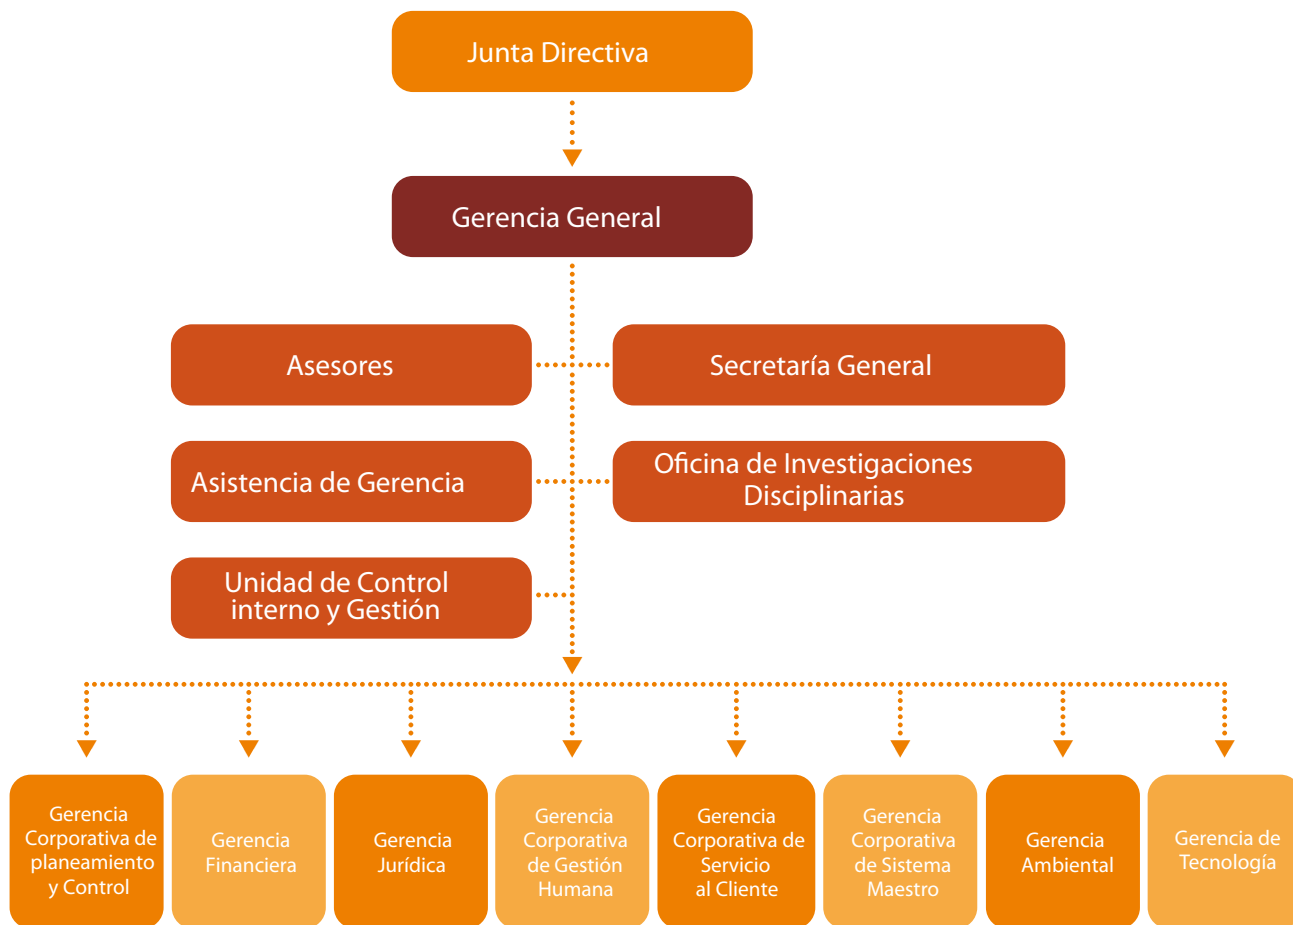 Junta Directiva
Gerencia General
Asesores
Secretaría General
Asistencia de Gerencia
Oficina de Investigaciones
Disciplinarias
Unidad de Control
interno y Gestión
Gerencia
Corporativa de
planeamiento
y Control
Gerencia
Financiera
Gerencia
Jurídica
Gerencia
Corporativa
de Gestión
Humana
Gerencia
Corporativa de
Servicio
al Cliente
Gerencia
Corporativa
de Sistema
Maestro
Gerencia
Ambiental
Gerencia de
Tecnología